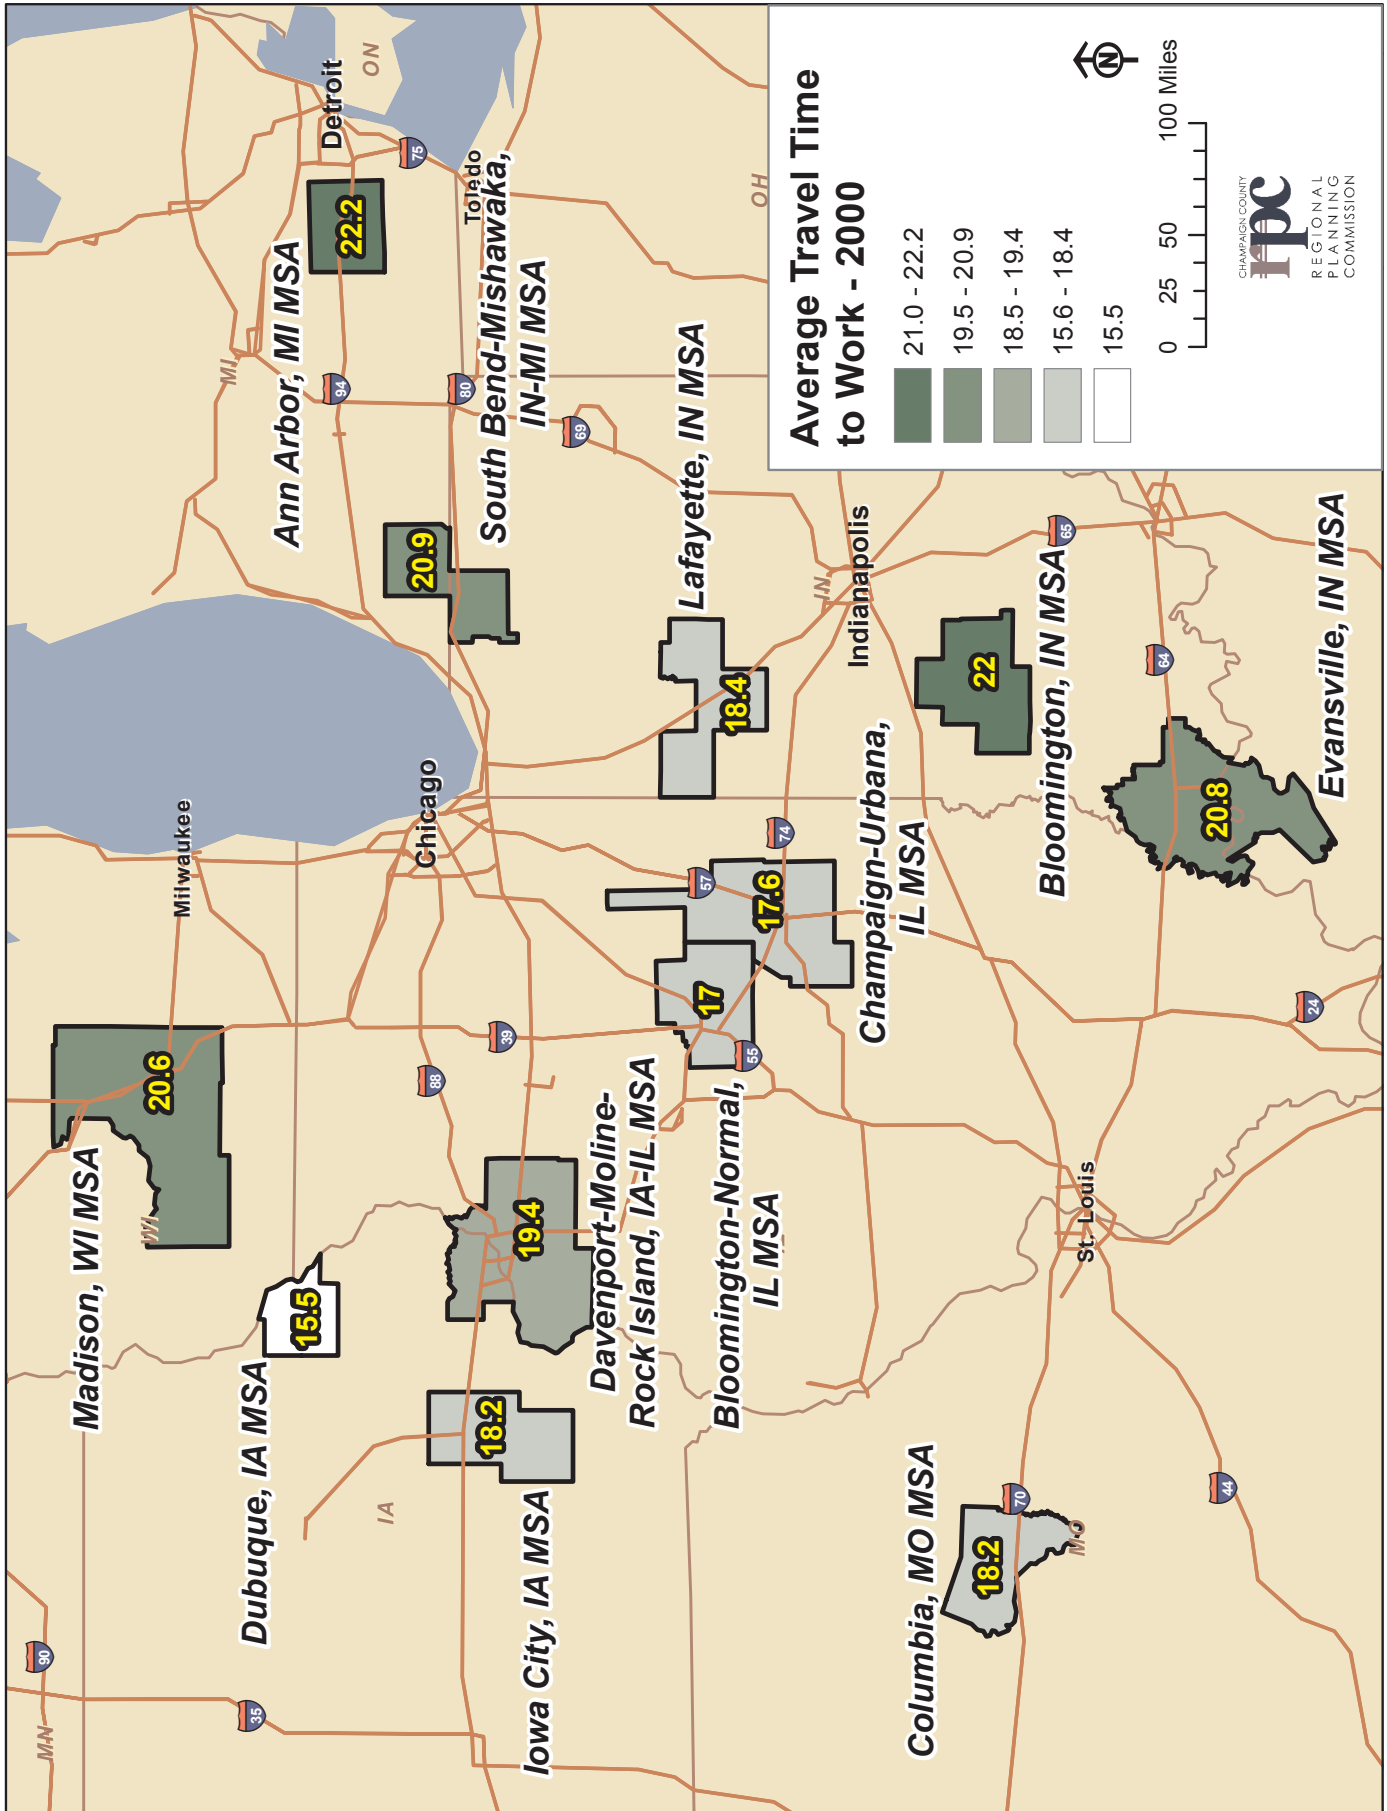 MN
90
35
Madison, WI MSA
20.6
WI
Milwaukee
Dubuque, IA MSA
15.5
Ann Arbor, MI MSA
22.2
MI
94
Detroit
ON
75
Toledo
IA
Iowa City, IA MSA
18.2
88
39
19.4
Davenport-Moline-
Rock Island, IA-IL MSA
Chicago
20.9
80
South Bend-Mishawaka,
IN-MI MSA
69
Bloomington-Normal,
IL MSA
17
55
57
17.6
74
Champaign-Urbana,
IL MSA
Lafayette, IN MSA
18.4
IN
Indianapolis
OH
Columbia, MO MSA
18.2
70
MO
44
St. Louis
24
22
Bloomington, IN MSA
65
64
20.8
Evansville, IN MSA
Average Travel Time
to Work - 2000
21.0 - 22.2
19.5 - 20.9
18.5 - 19.4
15.6 - 18.4
15.5
N
0 25 50 100 Miles
CHAMPAIGN COUNTY
rpc
REGIONAL
PLANNING
COMMISSION